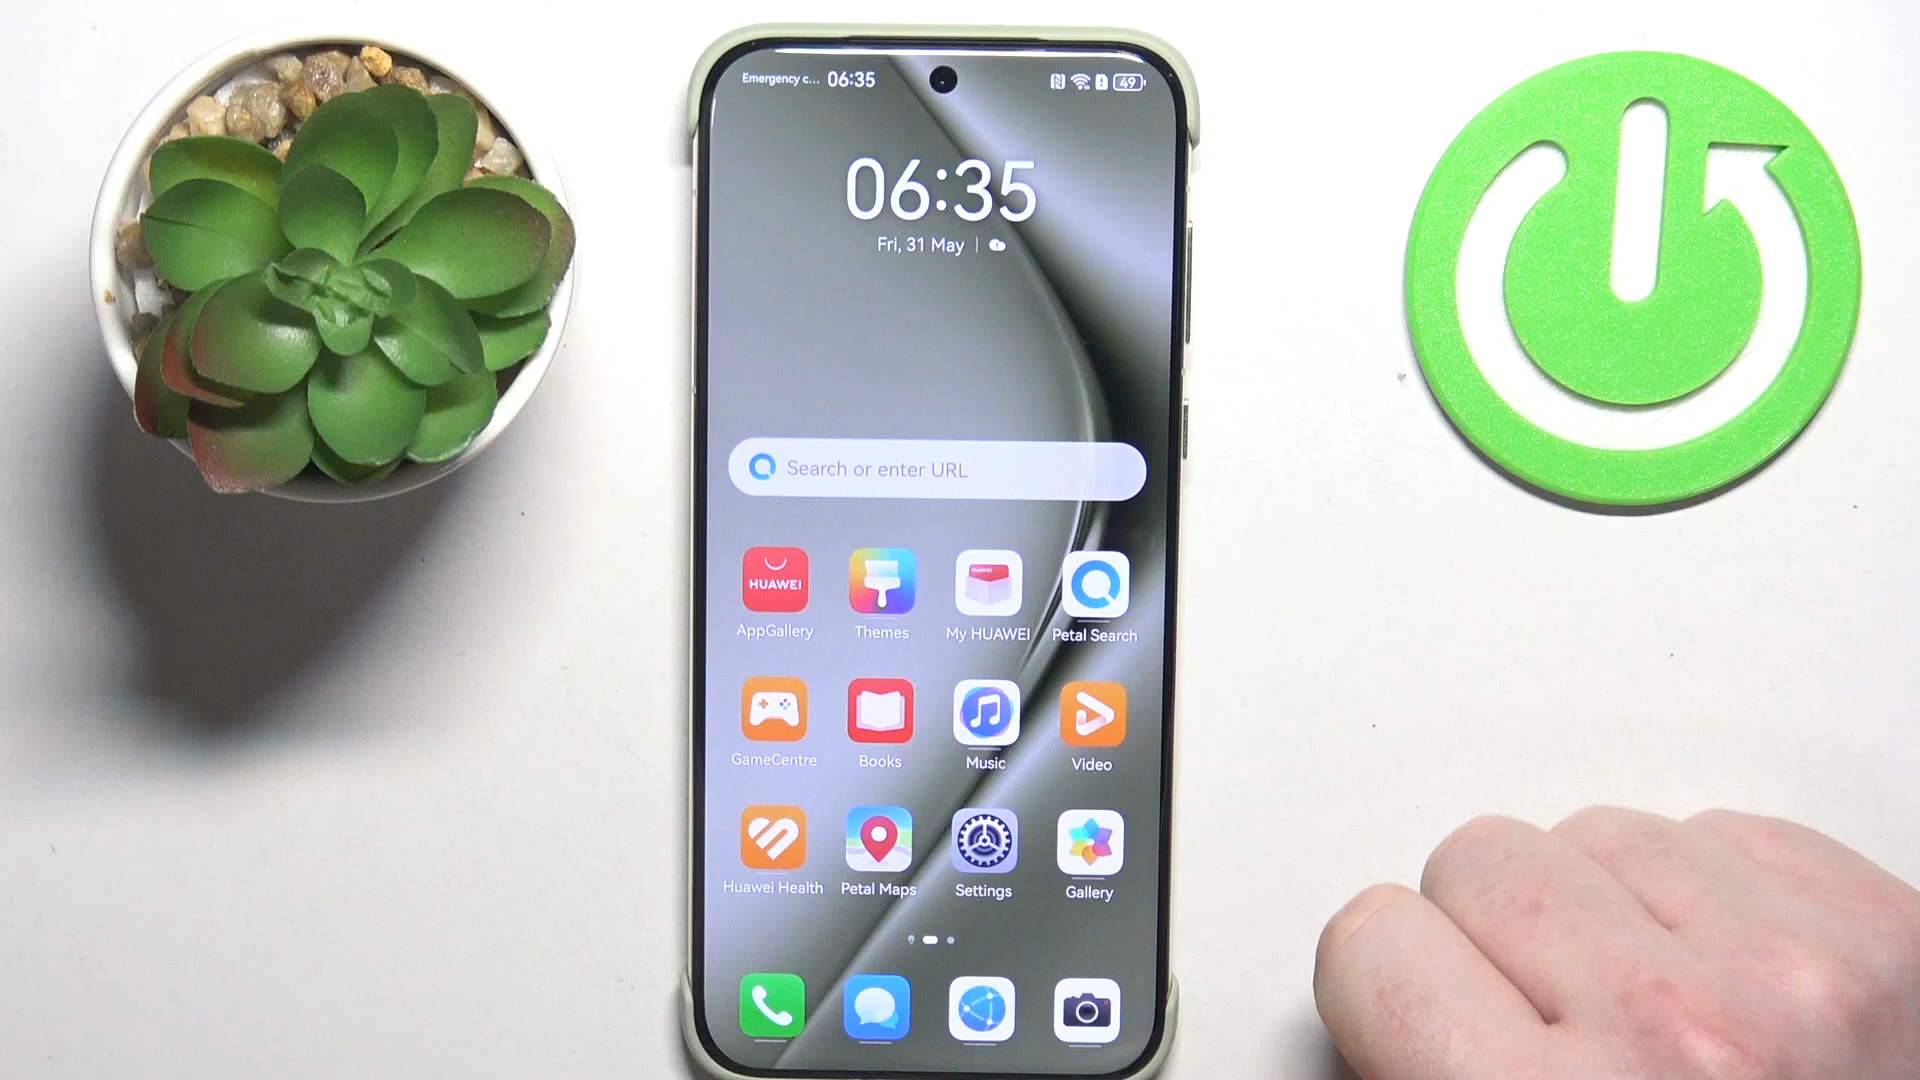 Emergency c... 06:35
49
06:35
Fri, 31 May
Search or enter URL
HUAWEI
HUAWEI
AppGallery Themes My HUAWEI Petal Search
GameCentre Books Music Video
Huawei Health Petal Maps Settings Gallery